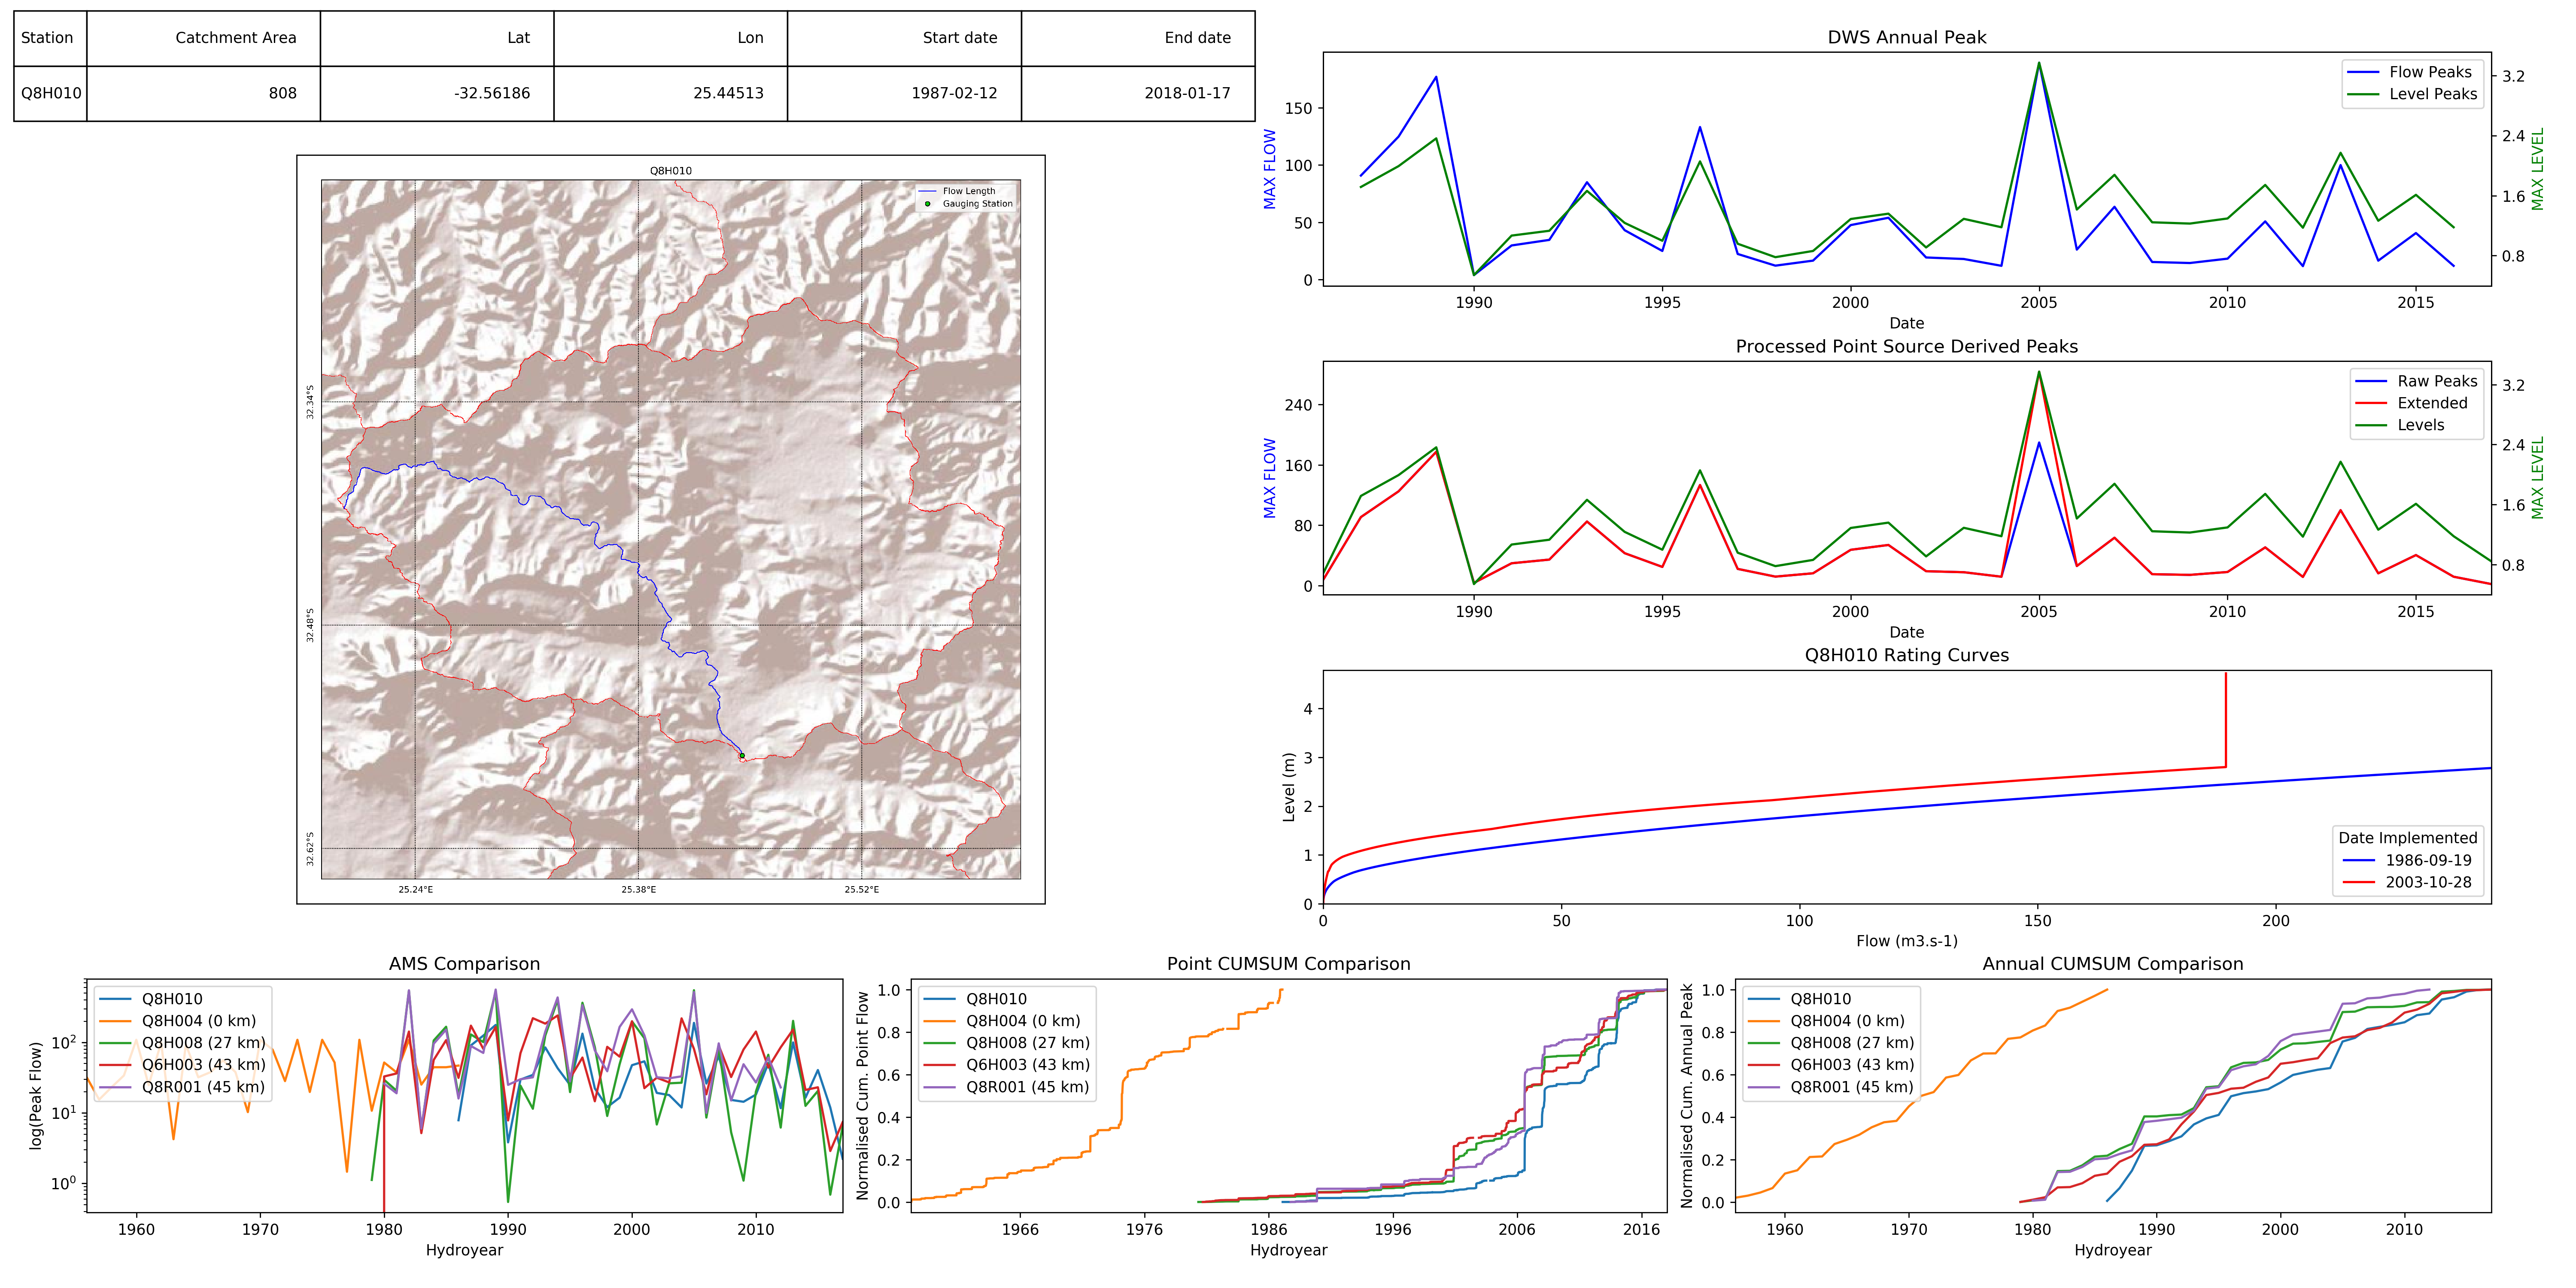 Station Catchment Area Lat Lon Start date End date
Q8H010 808 -32.56186 25.44513 1987-02-12 2018-01-17
Q8H010
Flow Length
Gauging Station
32.34°S
32.48°S
32.62°S
25.24°E 25.38°E 25.52°E
DWS Annual Peak
Flow Peaks
Level Peaks
MAX FLOW
150
100
50
0
3.2
2.4
1.6
0.8
MAX LEVEL
1990 1995 2000 2005 2010 2015
Date
Processed Point Source Derived Peaks
Raw Peaks
Extended
Levels
MAX FLOW
240
160
80
0
3.2
2.4
1.6
0.8
MAX LEVEL
1990 1995 2000 2005 2010 2015
Date
Q8H010 Rating Curves
Level (m)
4
3
2
1
0
Date Implemented
1986-09-19
2003-10-28
0 50 100 150 200
Flow (m3.s-1)
AMS Comparison
Q8H010
Q8H004 (0 km)
Q8H008 (27 km)
Q6H003 (43 km)
Q8R001 (45 km)
log(Peak Flow)
10²
10¹
10⁰
1960 1970 1980 1990 2000 2010
Hydroyear
Point CUMSUM Comparison
Q8H010
Q8H004 (0 km)
Q8H008 (27 km)
Q6H003 (43 km)
Q8R001 (45 km)
Normalised Cum. Point Flow
1.0
0.8
0.6
0.4
0.2
0.0
1966 1976 1986 1996 2006 2016
Hydroyear
Annual CUMSUM Comparison
Q8H010
Q8H004 (0 km)
Q8H008 (27 km)
Q6H003 (43 km)
Q8R001 (45 km)
Normalised Cum. Annual Peak
1.0
0.8
0.6
0.4
0.2
0.0
1960 1970 1980 1990 2000 2010
Hydroyear